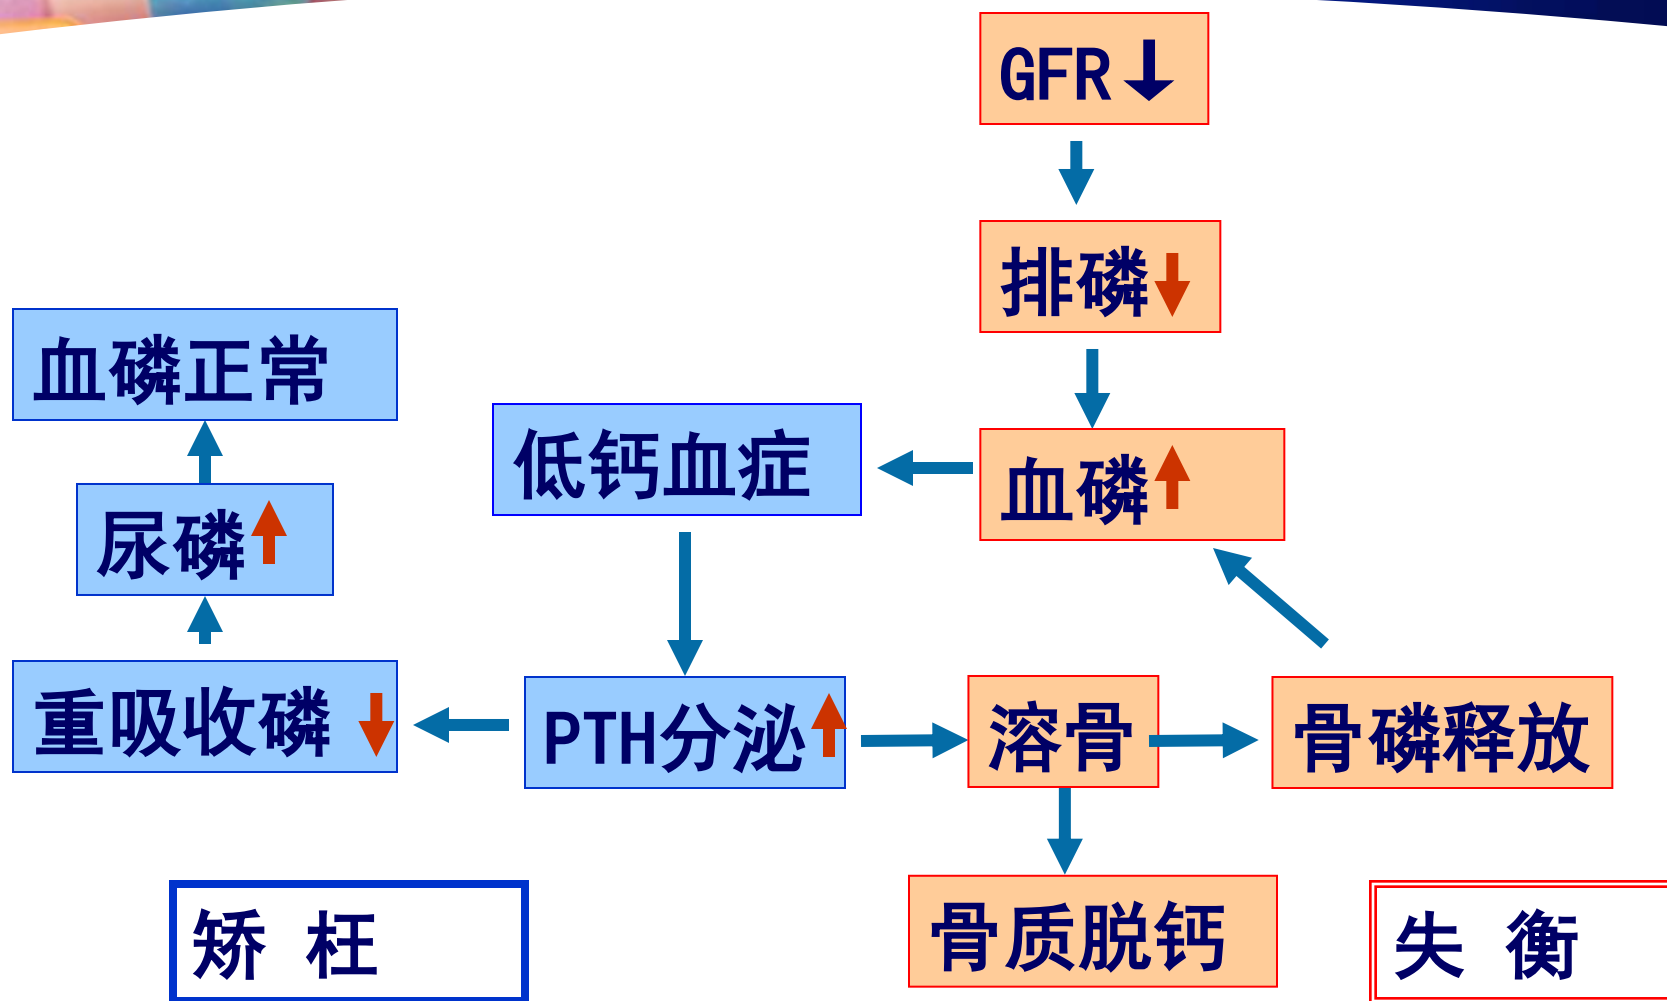 GFR↓
排磷↓
血磷正常
低钙血症
血磷↑
尿磷↑
重吸收磷↓
PTH分泌↑
溶骨
骨磷释放
骨质脱钙
矫 枉
失 衡